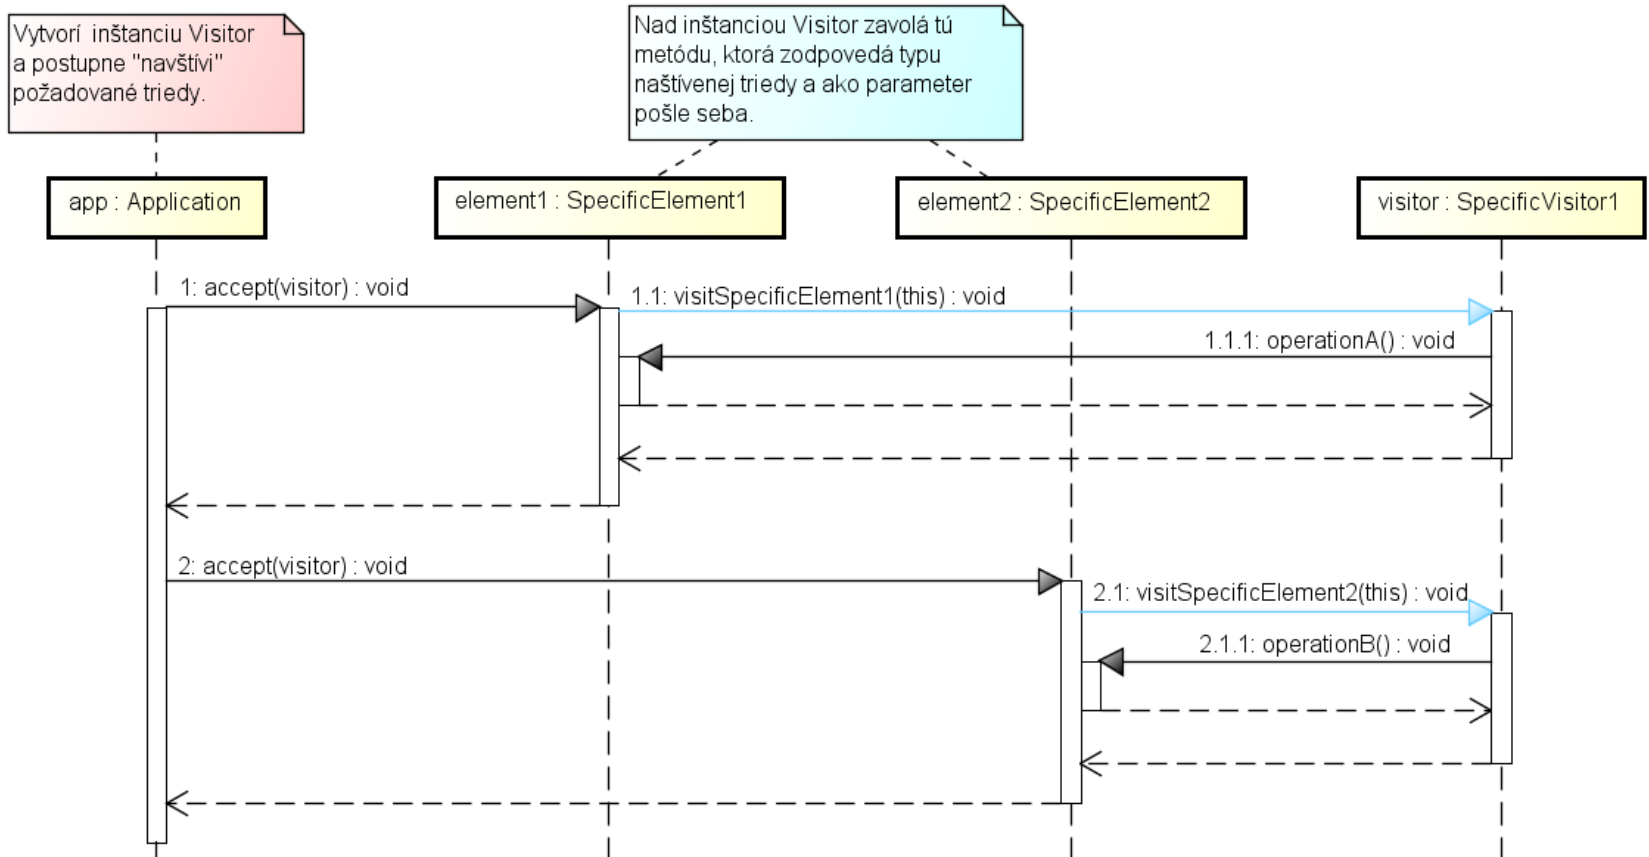 Vytvorí  inštanciu Visitor
a postupne "navštívi"
požadované triedy.
Nad inštanciou Visitor zavolá tú
metódu, ktorá zodpovedá typu
naštívenej triedy a ako parameter
pošle seba.
app : Application
element1 : SpecificElement1
element2 : SpecificElement2
visitor : SpecificVisitor1
1: accept(visitor) : void
1.1: visitSpecificElement1(this) : void
1.1.1: operationA() : void
2: accept(visitor) : void
2.1: visitSpecificElement2(this) : void
2.1.1: operationB() : void